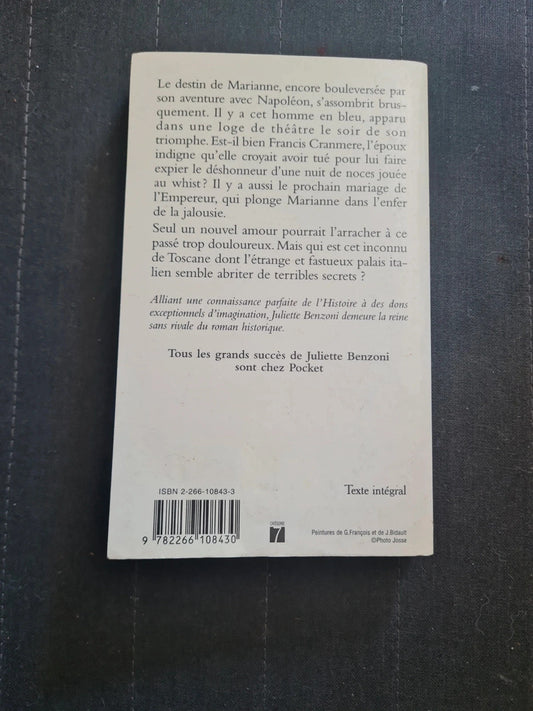 Le destin de Marianne, encore bouleversée par
son aventure avec Napoléon, s'assombrit brus-
quement. Il y a cet homme en bleu, apparu
dans une loge de théâtre le soir de son
triomphe. Est-il bien Francis Cranmere, l'époux
indigne qu'elle croyait avoir tué pour lui faire
expier le déshonneur d'une nuit de noces jouée
au whist ? Il y a aussi le prochain mariage de
l'Empereur, qui plonge Marianne dans l'enfer
de la jalousie.
Seul un nouvel amour pourrait l'arracher à ce
passé trop douloureux. Mais qui est cet inconnu
de Toscane dont l'étrange et fastueux palais ita-
lien semble abriter de terribles secrets ?
Alliant une connaissance parfaite de l'Histoire à des dons
exceptionnels d'imagination, Juliette Benzoni demeure la reine
sans rivale du roman historique.
Tous les grands succès de Juliette Benzoni
sont chez Pocket
ISBN 2-266-10843-3
Texte intégral
9 782266 108430
CATÉGORIE
7
Peintures de G.François et de J.Bidault
©Photo Josse